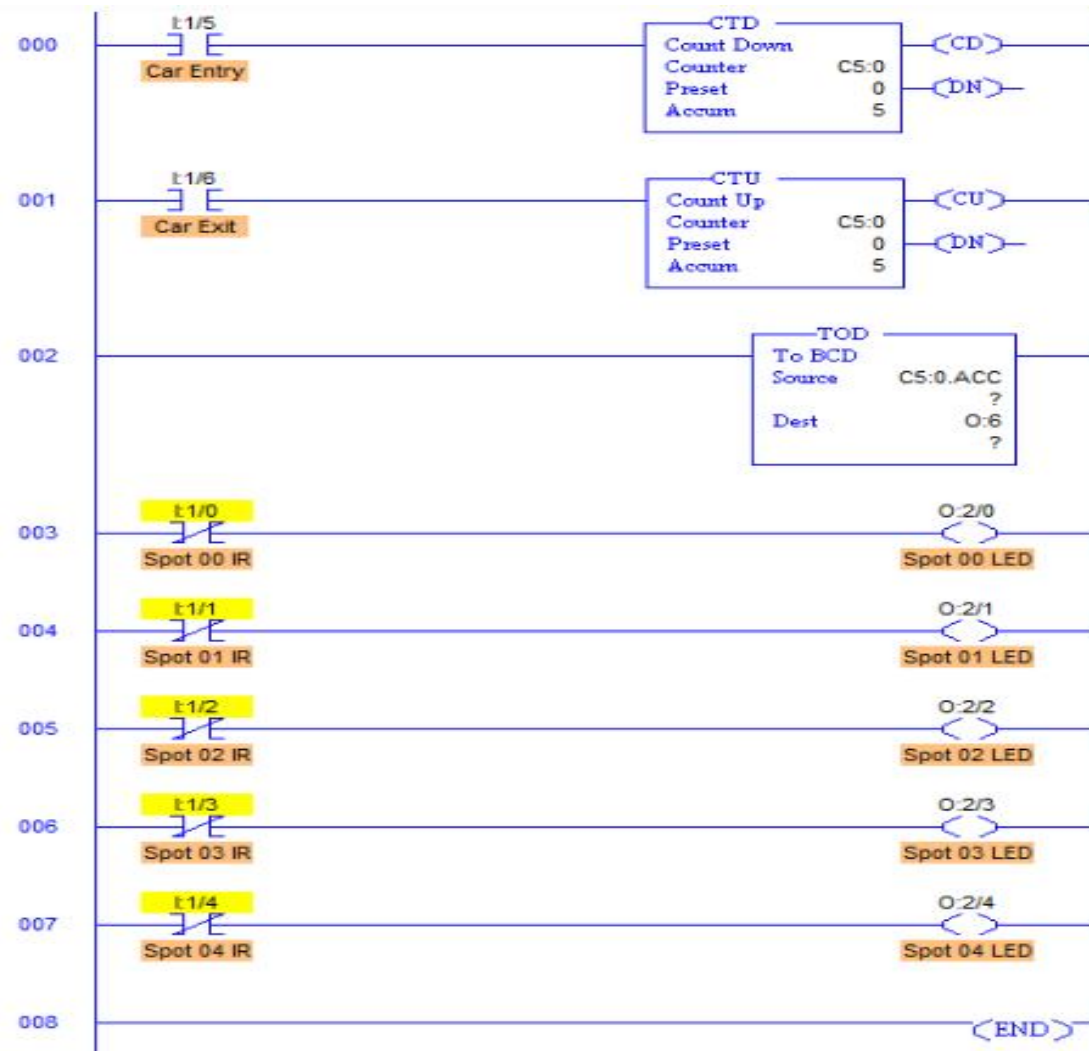 I:1/5
CTD
000
Count Down
CD
Car Entry
Counter C5:0
Preset 0
DN
Accum 5
I:1/6
CTU
001
Count Up
CU
Car Exit
Counter C5:0
Preset 0
DN
Accum 5
TOD
002
To BCD
Source C5:0.ACC
?
Dest O:6
?
I:1/0 O:2/0
003
Spot 00 IR Spot 00 LED
I:1/1 O:2/1
004
Spot 01 IR Spot 01 LED
I:1/2 O:2/2
005
Spot 02 IR Spot 02 LED
I:1/3 O:2/3
006
Spot 03 IR Spot 03 LED
I:1/4 O:2/4
007
Spot 04 IR Spot 04 LED
008
END